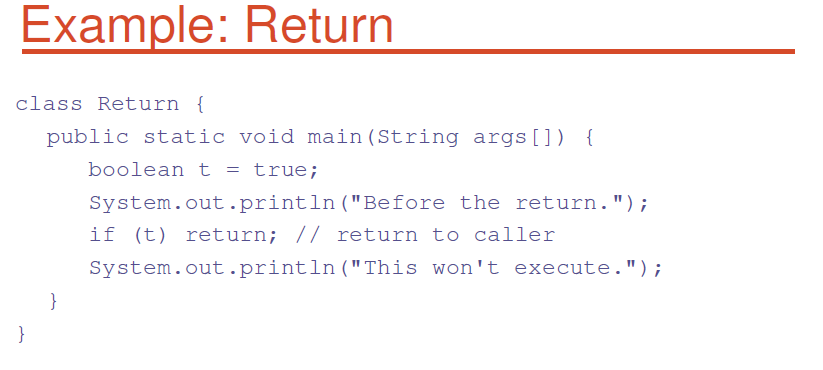 Example: Return
class Return {
public static void main(String args[]) {
boolean t = true;
System.out.println("Before the return.");
if (t) return; // return to caller
System.out.println("This won't execute.");
}
}